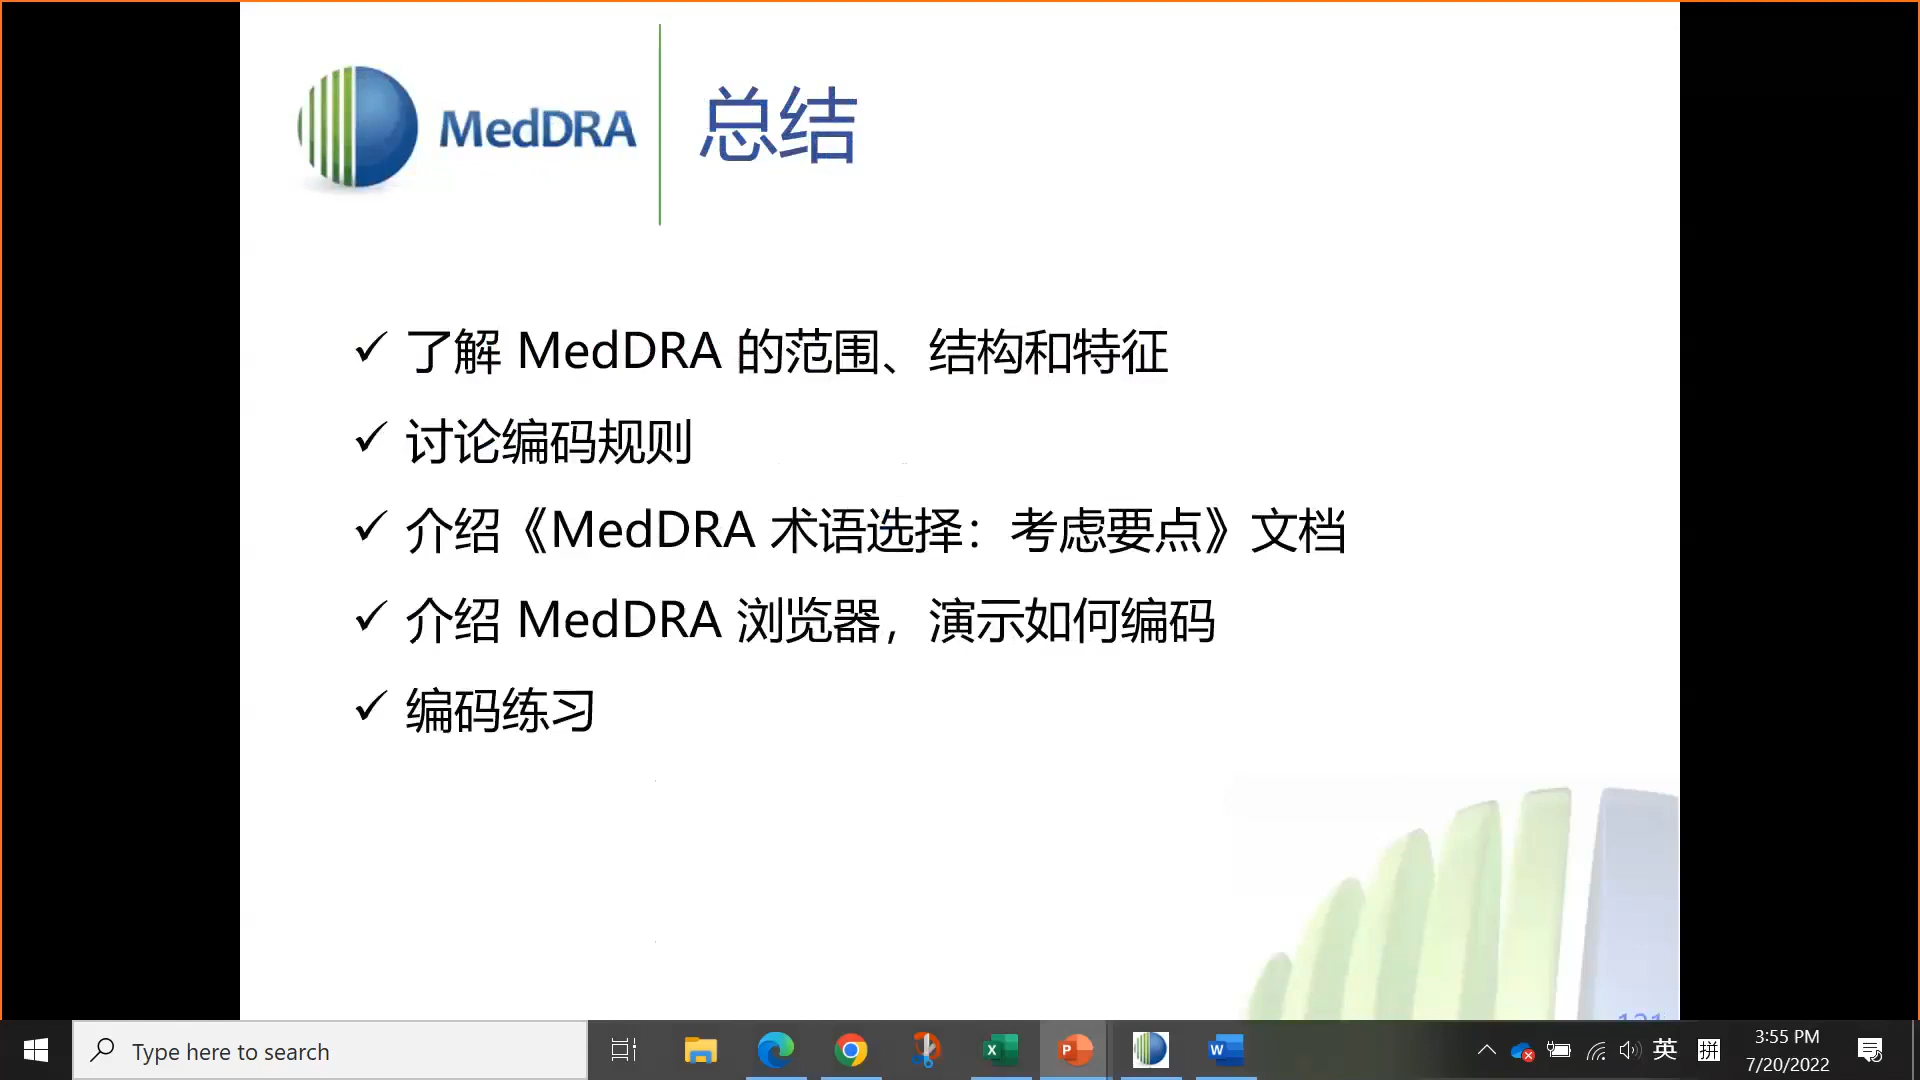 MedDRA
总结
✓ 了解 MedDRA 的范围、结构和特征
✓ 讨论编码规则
✓ 介绍《MedDRA 术语选择：考虑要点》文档
✓ 介绍 MedDRA 浏览器，演示如何编码
✓ 编码练习
Type here to search
英
拼
3:55 PM
7/20/2022